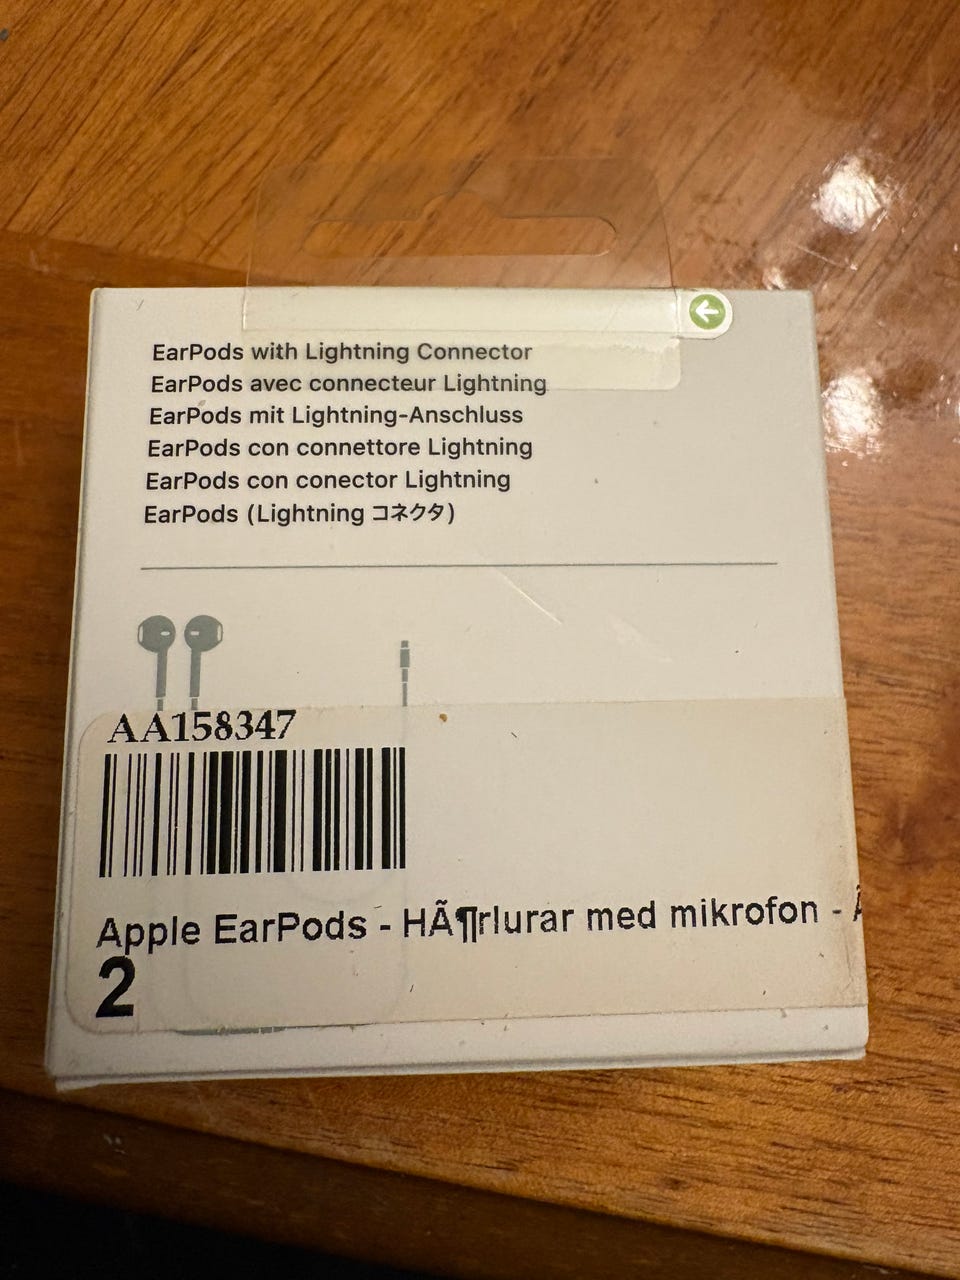 EarPods with Lightning Connector
EarPods avec connecteur Lightning
EarPods mit Lightning-Anschluss
EarPods con connettore Lightning
EarPods con conector Lightning
EarPods (Lightning コネクタ)
AA158347
Apple EarPods - HÃ¶rlurar med mikrofon - Ã
2